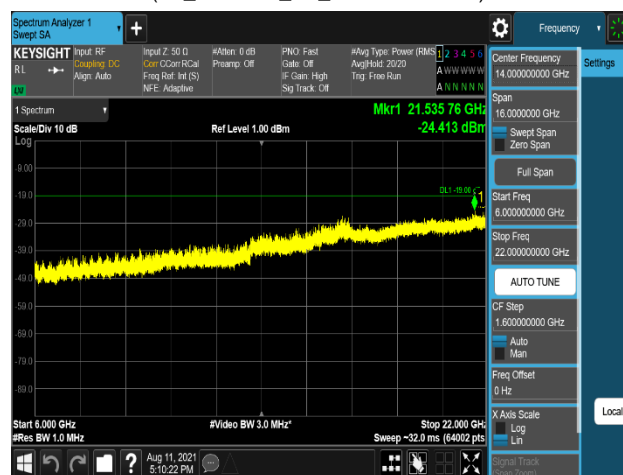 Spectrum Analyzer 1
Swept SA
Frequency
KEYSIGHT
RL
Input: RF
Coupling: DC
Align: Auto
Input Z: 50 Ω
Corr CCorr RCal
Freq Ref: Int (S)
NFE: Adaptive
#Atten: 0 dB
Preamp: Off
PNO: Fast
Gate: Off
IF Gain: High
Sig Track: Off
#Avg Type: Power (RMS
Avg|Hold: 20/20
Trig: Free Run
1 2 3 4 5 6
A W W W W W
A N N N N N
LW
1 Spectrum
Scale/Div 10 dB
Log
Ref Level 1.00 dBm
Mkr1 21.535 76 GHz
-24.413 dBm
DL1 -19.00
1
-9.00
-19.0
-29.0
-39.0
-49.0
-59.0
-69.0
-79.0
-89.0
Start 6.000 GHz
#Res BW 1.0 MHz
#Video BW 3.0 MHz*
Stop 22.000 GHz
Sweep ~32.0 ms (64002 pts
Aug 11, 2021
5:10:22 PM
Center Frequency
14.000000000 GHz
Span
16.0000000 GHz
Swept Span
Zero Span
Full Span
Start Freq
6.000000000 GHz
Stop Freq
22.000000000 GHz
AUTO TUNE
CF Step
1.600000000 GHz
Auto
Man
Freq Offset
0 Hz
X Axis Scale
Log
Lin
Signal Track
(Span Zoom)
Settings
Local